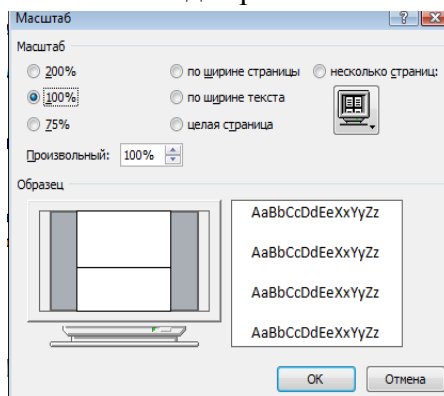 Масштаб
Масштаб
200%
по ширине страницы
несколько страниц:
100%
по ширине текста
75%
целая страница
Произвольный: 100%
Образец
AaBbCcDdEeXxYyZz
AaBbCcDdEeXxYyZz
AaBbCcDdEeXxYyZz
AaBbCcDdEeXxYyZz
ОК
Отмена